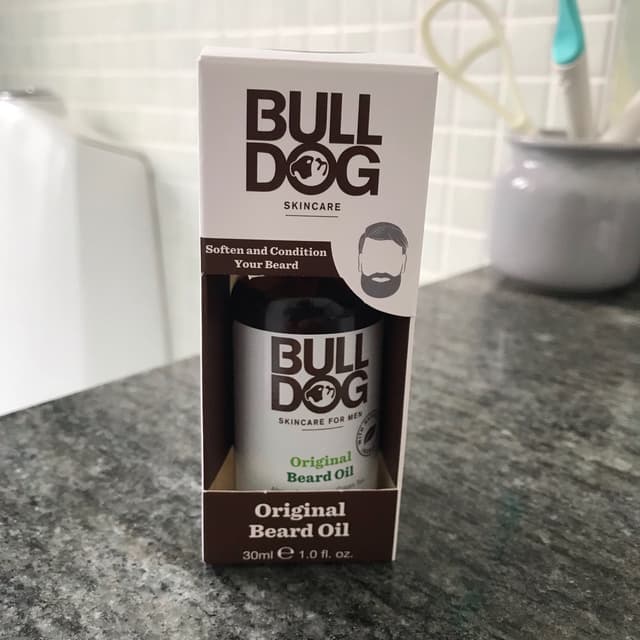 BULL
DOG
SKINCARE
Soften and Condition
Your Beard
BULL
DOG
SKINCARE FOR MEN
Original
Beard Oil
Original
Beard Oil
30ml ℮ 1.0 fl. oz.